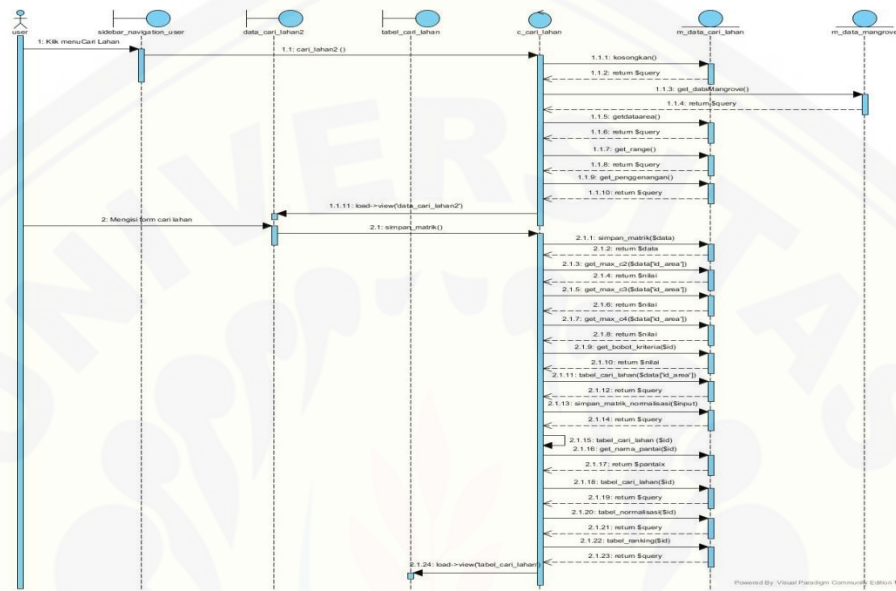 user
sidebar_navigation_user
data_cari_lahan2
tabel_cari_lahan
c_cari_lahan
m_data_cari_lahan
m_data_mangrove
1: Klik menuCari Lahan
1.1: cari_lahan2 ()
1.1.1: kosongkan()
1.1.2: return $query
1.1.3: get_dataMangrove()
1.1.4: return $query
1.1.5: getdataarea()
1.1.6: return $query
1.1.7: get_range()
1.1.8: return $query
1.1.9: get_penggenangan()
1.1.10: return $query
1.1.11: load->view('data_cari_lahan2')
2: Mengisi form cari lahan
2.1: simpan_matrik()
2.1.1: simpan_matrik($data)
2.1.2: return $data
2.1.3: get_max_c2($data['id_area'])
2.1.4: return $nilai
2.1.5: get_max_c3($data['id_area'])
2.1.6: return $nilai
2.1.7: get_max_c4($data['id_area'])
2.1.8: return $nilai
2.1.9: get_bobot_kriteria($id)
2.1.10: return $nilai
2.1.11: tabel_cari_lahan($data['id_area'])
2.1.12: return $query
2.1.13: simpan_matrik_normalisasi($input)
2.1.14: return $query
2.1.15: tabel_cari_lahan ($id)
2.1.16: get_nama_pantai($id)
2.1.17: return $pantaix
2.1.18: tabel_cari_lahan($id)
2.1.19: return $query
2.1.20: tabel_normalisasi($id)
2.1.21: return $query
2.1.22: tabel_ranking($id)
2.1.23: return $query
2.1.24: load->view('tabel_cari_lahan')
Powered By Visual Paradigm Community Edition
UNIVERSITAS